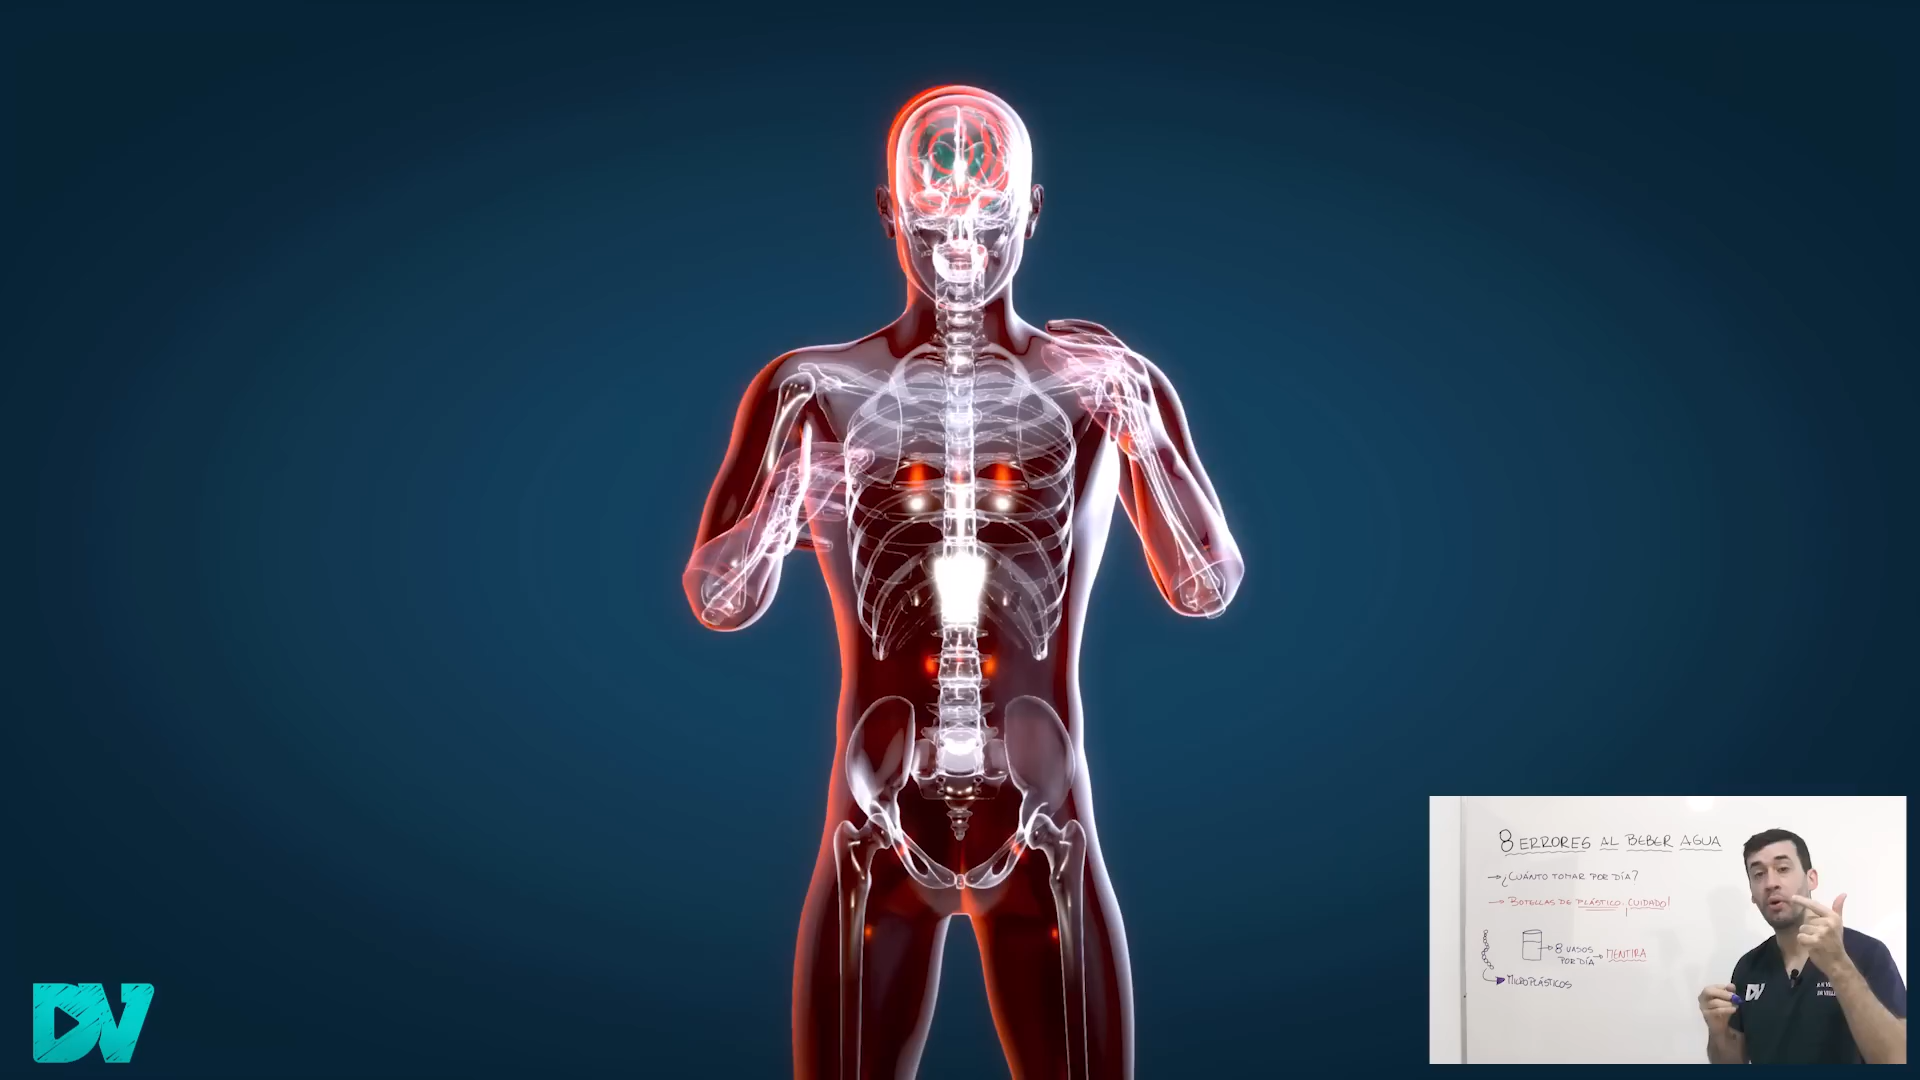 8 ERRORES AL BEBER AGUA
→ ¿CUÁNTO TOMAR POR DÍA?
→ BOTELLAS DE PLÁSTICO: ¡CUIDADO!
→ 8 VASOS POR DÍA → MENTIRA
→ MICROPLÁSTICOS
DV
DV